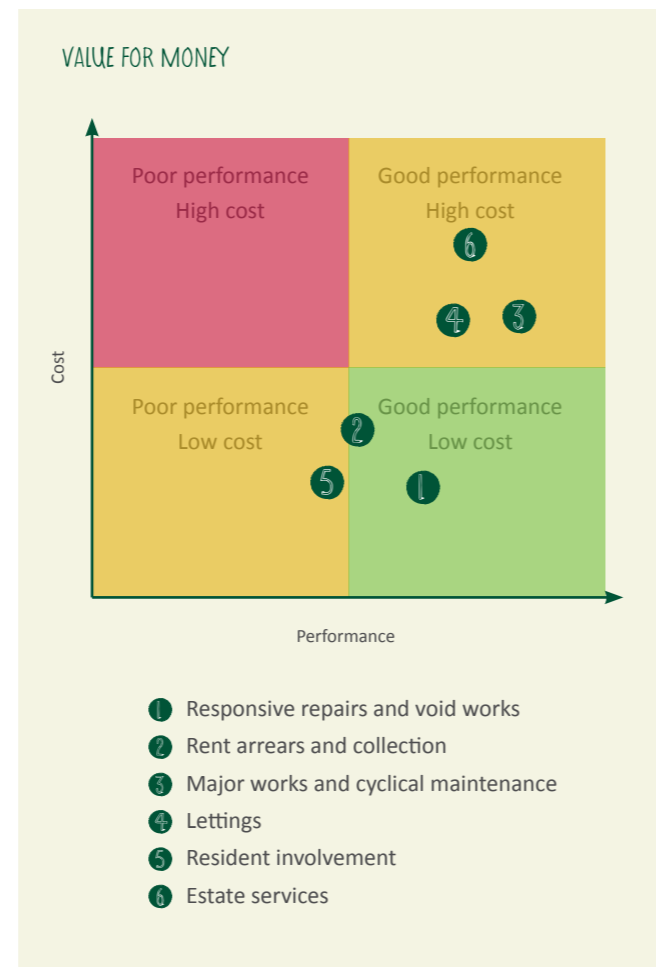 VALUE FOR MONEY
Poor performance
High cost
Good performance
High cost
6
4
3
Cost
Poor performance
Low cost
Good performance
Low cost
2
5
1
Performance
1 Responsive repairs and void works
2 Rent arrears and collection
3 Major works and cyclical maintenance
4 Lettings
5 Resident involvement
6 Estate services